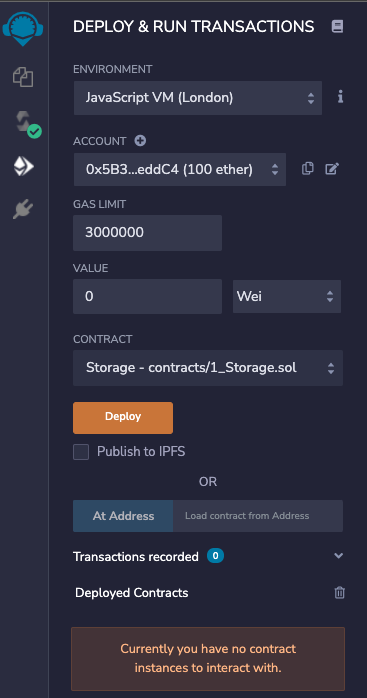 DEPLOY & RUN TRANSACTIONS
ENVIRONMENT
JavaScript VM (London)
ACCOUNT
0x5B3...eddC4 (100 ether)
GAS LIMIT
3000000
VALUE
0 Wei
CONTRACT
Storage - contracts/1_Storage.sol
Deploy
Publish to IPFS
OR
At Address Load contract from Address
Transactions recorded 0
Deployed Contracts
Currently you have no contract
instances to interact with.